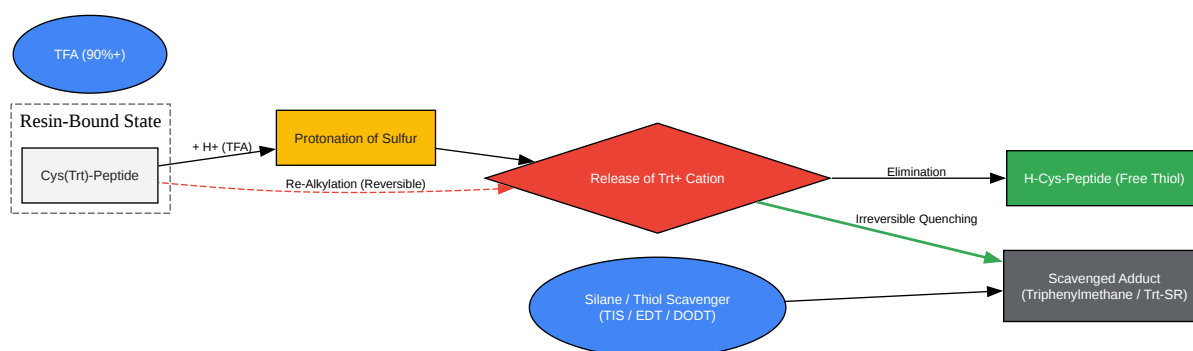 TFA (90%+)
Resin-Bound State
Cys(Trt)-Peptide
+ H+ (TFA)
Protonation of Sulfur
Re-Alkylation (Reversible)
Release of Trt+ Cation
Elimination
H-Cys-Peptide (Free Thiol)
Irreversible Quenching
Silane / Thiol Scavenger
(TIS / EDT / DODT)
Scavenged Adduct
(Triphenylmethane / Trt-SR)